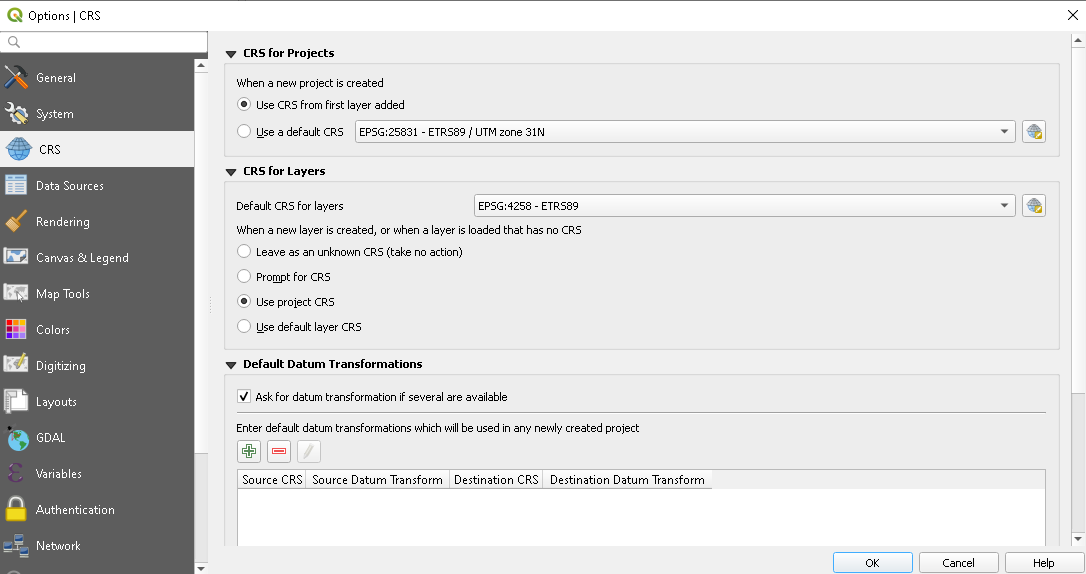 Options | CRS
General
System
CRS
Data Sources
Rendering
Canvas & Legend
Map Tools
Colors
Digitizing
Layouts
GDAL
Variables
Authentication
Network
CRS for Projects
When a new project is created
Use CRS from first layer added
Use a default CRS EPSG:25831 - ETRS89 / UTM zone 31N
CRS for Layers
Default CRS for layers EPSG:4258 - ETRS89
When a new layer is created, or when a layer is loaded that has no CRS
Leave as an unknown CRS (take no action)
Prompt for CRS
Use project CRS
Use default layer CRS
Default Datum Transformations
Ask for datum transformation if several are available
Enter default datum transformations which will be used in any newly created project
Source CRS Source Datum Transform Destination CRS Destination Datum Transform
OK Cancel Help